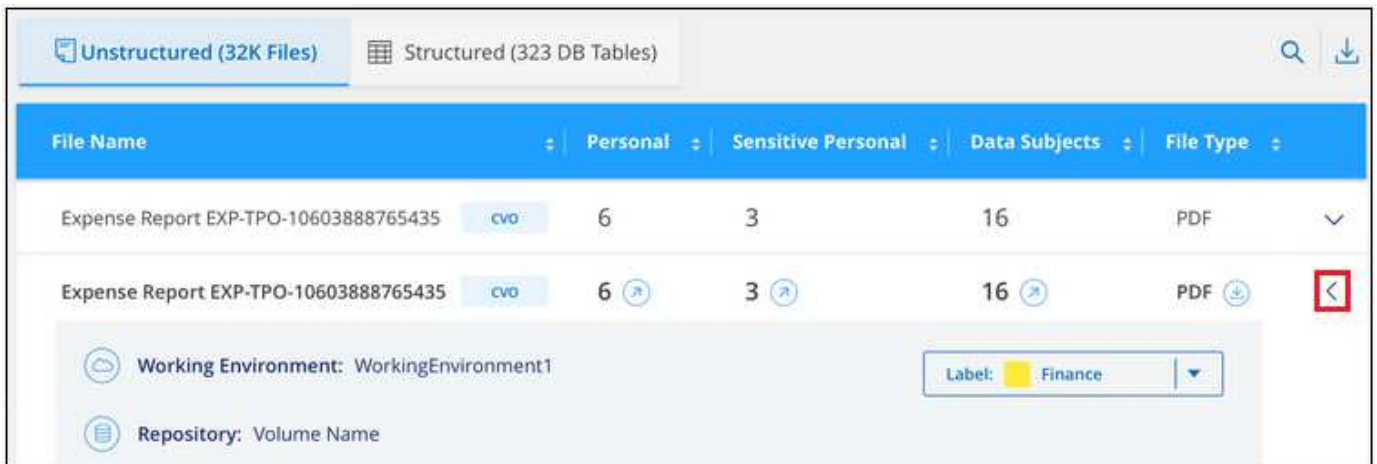 Unstructured (32K Files) Structured (323 DB Tables)
File Name Personal Sensitive Personal Data Subjects File Type
Expense Report EXP-TPO-10603888765435 CVO 6 3 16 PDF
Expense Report EXP-TPO-10603888765435 CVO 6 3 16 PDF
Working Environment: WorkingEnvironment1 Label: Finance
Repository: Volume Name